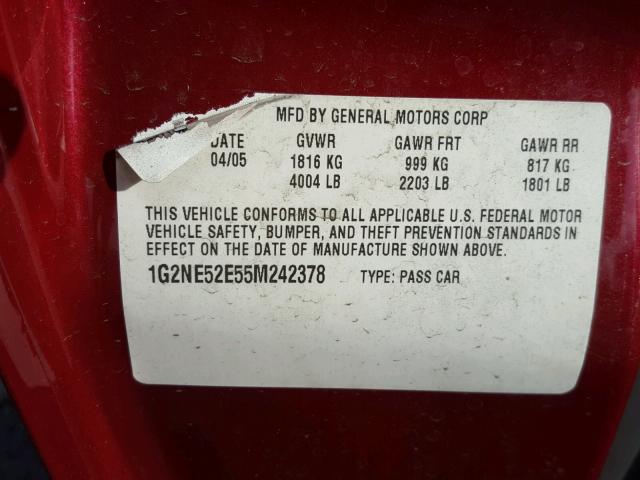 MFD BY GENERAL MOTORS CORP
DATE GVWR GAWR FRT GAWR RR
04/05 1816 KG 999 KG 817 KG
4004 LB 2203 LB 1801 LB
THIS VEHICLE CONFORMS TO ALL APPLICABLE U.S. FEDERAL MOTOR
VEHICLE SAFETY, BUMPER, AND THEFT PREVENTION STANDARDS IN
EFFECT ON THE DATE OF MANUFACTURE SHOWN ABOVE.
1G2NE52E55M242378 TYPE: PASS CAR